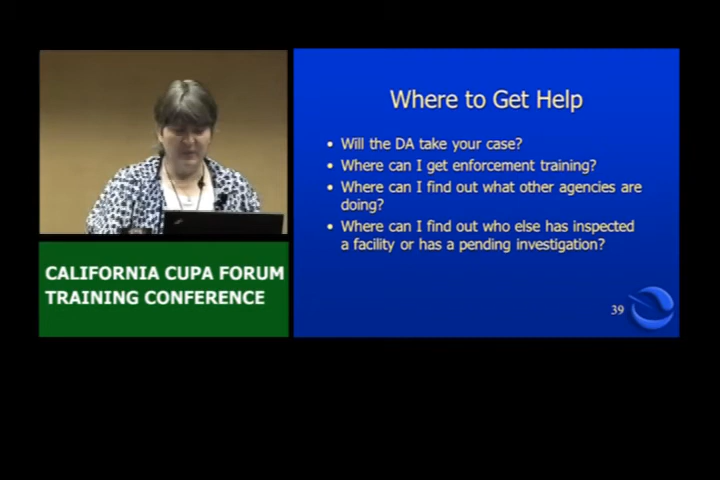 Where to Get Help
• Will the DA take your case?
• Where can I get enforcement training?
• Where can I find out what other agencies are
doing?
• Where can I find out who else has inspected
a facility or has a pending investigation?
39
CALIFORNIA CUPA FORUM
TRAINING CONFERENCE